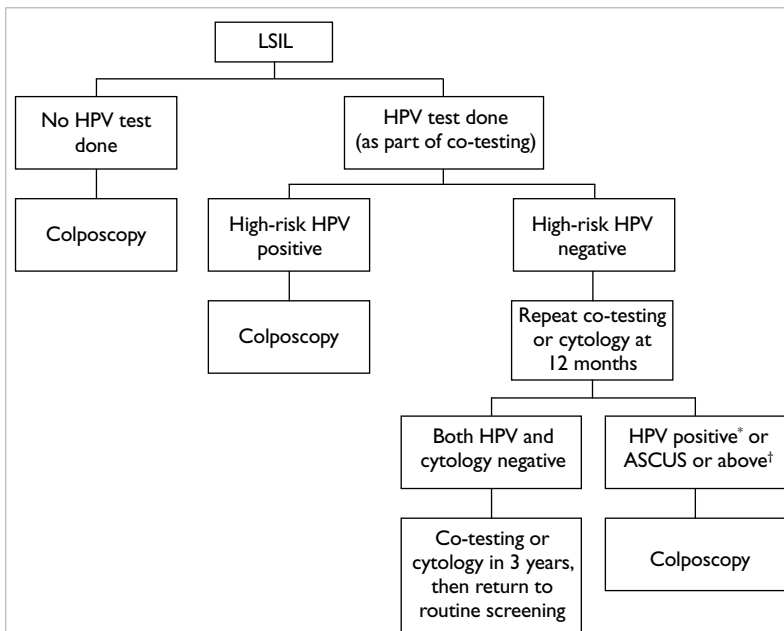 LSIL
No HPV test
done
HPV test done
(as part of co-testing)
Colposcopy
High-risk HPV
positive
High-risk HPV
negative
Colposcopy
Repeat co-testing
or cytology at
12 months
Both HPV and
cytology negative
HPV positive* or
ASCUS or above†
Co-testing or
cytology in 3 years,
then return to
routine screening
Colposcopy